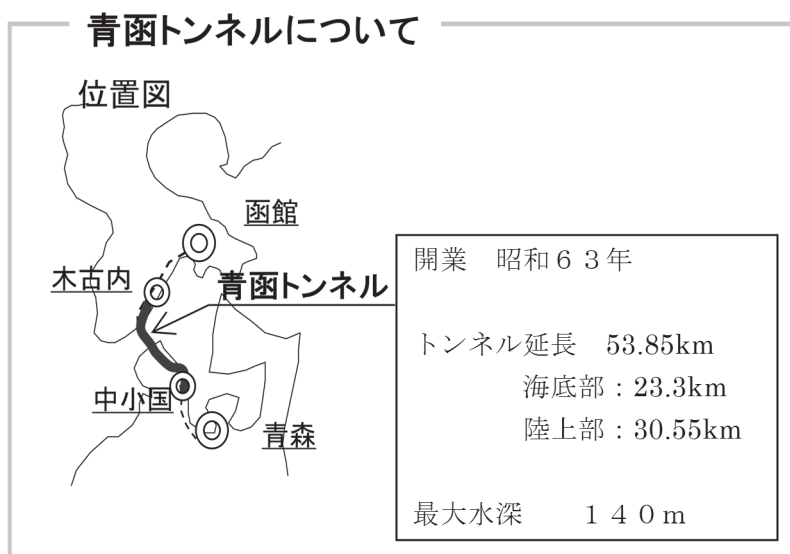 青函トンネルについて
位置図
函館
木古内
青函トンネル
中小国
青森
開業　昭和６３年
トンネル延長　53.85km
海底部：23.3km
陸上部：30.55km
最大水深　　１４０ｍ